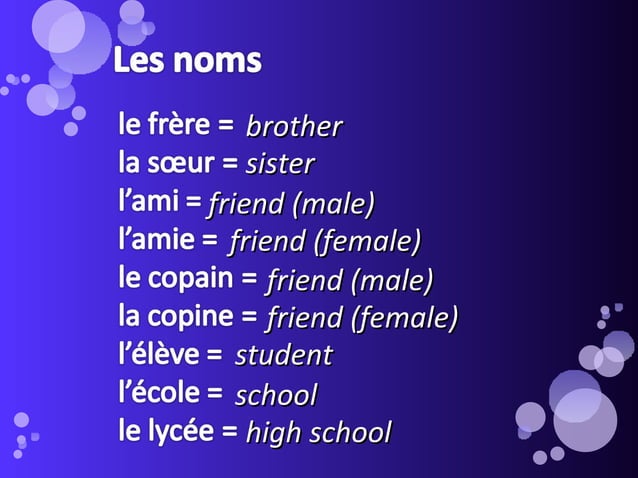 Les noms
le frère = brother
la sœur = sister
l’ami = friend (male)
l’amie = friend (female)
le copain = friend (male)
la copine = friend (female)
l’élève = student
l’école = school
le lycée = high school